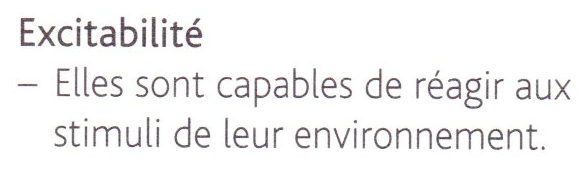 Excitabilité
– Elles sont capables de réagir aux
stimuli de leur environnement.